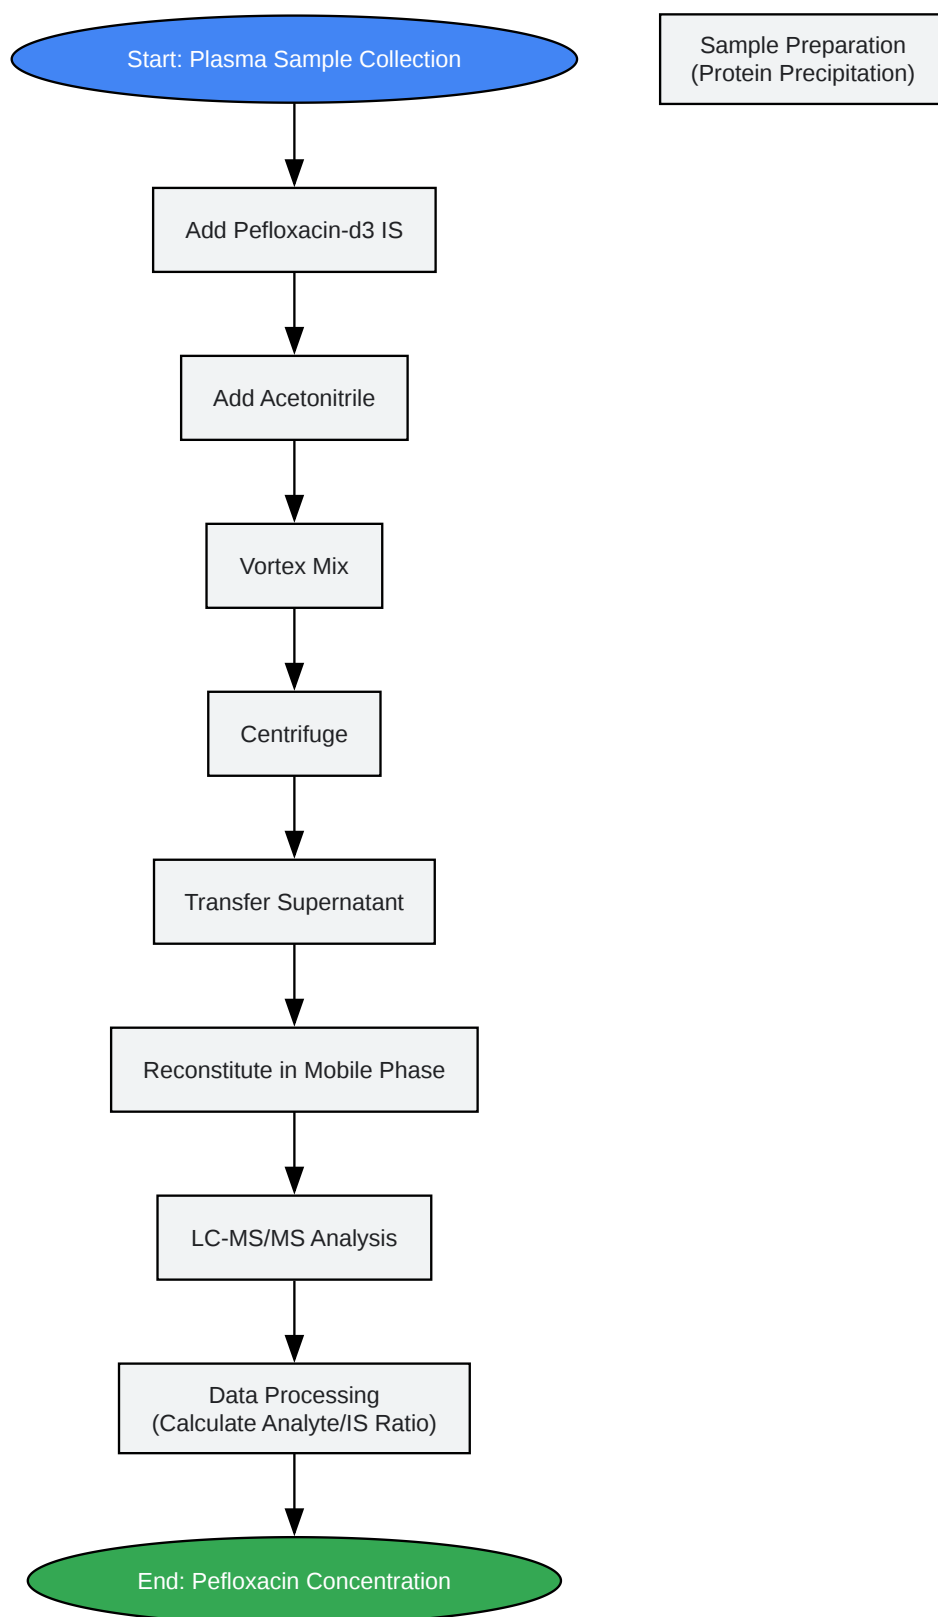 Start: Plasma Sample Collection
Sample Preparation
(Protein Precipitation)
Add Pefloxacin-d3 IS
Add Acetonitrile
Vortex Mix
Centrifuge
Transfer Supernatant
Reconstitute in Mobile Phase
LC-MS/MS Analysis
Data Processing
(Calculate Analyte/IS Ratio)
End: Pefloxacin Concentration